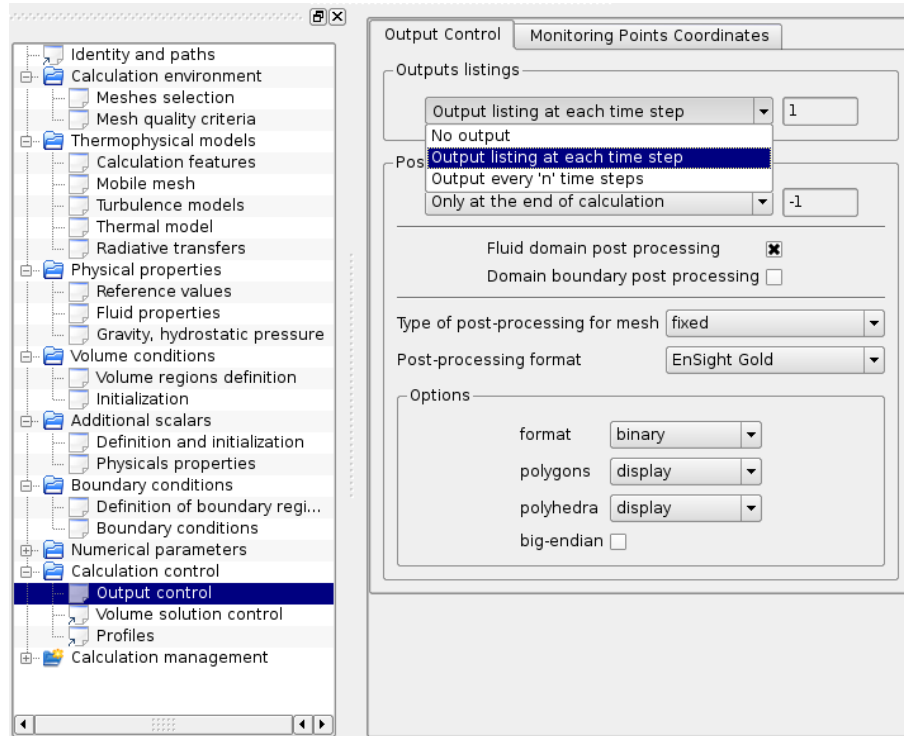 Identity and paths
Calculation environment
Meshes selection
Mesh quality criteria
Thermophysical models
Calculation features
Mobile mesh
Turbulence models
Thermal model
Radiative transfers
Physical properties
Reference values
Fluid properties
Gravity, hydrostatic pressure
Volume conditions
Volume regions definition
Initialization
Additional scalars
Definition and initialization
Physicals properties
Boundary conditions
Definition of boundary regi...
Boundary conditions
Numerical parameters
Calculation control
Output control
Volume solution control
Profiles
Calculation management
Output Control Monitoring Points Coordinates
Outputs listings
Output listing at each time step 1
No output
Output listing at each time step
Pos
Output every 'n' time steps
Only at the end of calculation -1
Fluid domain post processing
Domain boundary post processing
Type of post-processing for mesh fixed
Post-processing format EnSight Gold
Options
format binary
polygons display
polyhedra display
big-endian